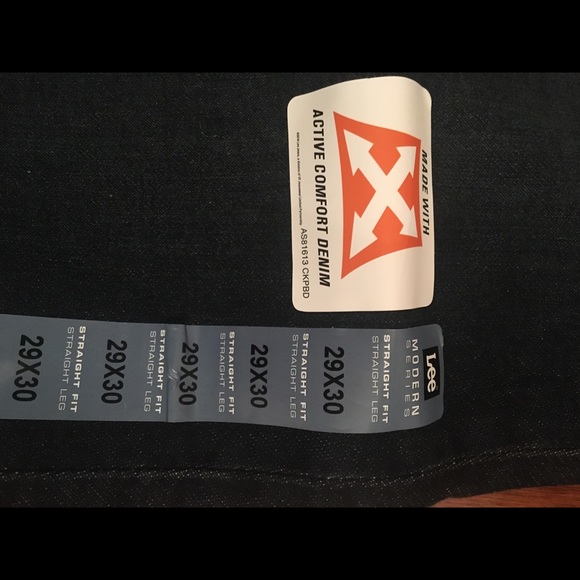 MADE WITH
ACTIVE COMFORT DENIM
AS81613 CKPBD
Lee
MODERN
SERIES
STRAIGHT FIT
STRAIGHT LEG
29X30
STRAIGHT FIT
STRAIGHT LEG
29X30
STRAIGHT FIT
STRAIGHT LEG
29X30
STRAIGHT FIT
STRAIGHT LEG
29X30
STRAIGHT FIT
STRAIGHT LEG
29X30